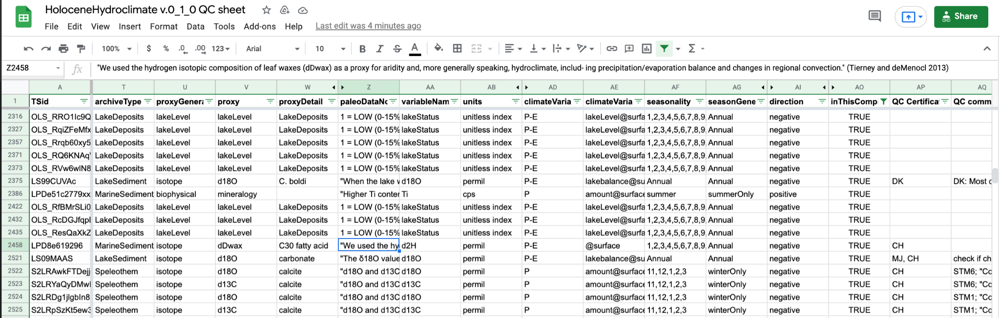 HoloceneHydroclimate v.0_1_0 QC sheet
File Edit View Insert Format Data Tools Add-ons Help Last edit was 4 minutes ago
Share
100% $ % .0 .00 123 Arial 10 B I S A
Z2458 fx "We used the hydrogen isotopic composition of leaf waxes (dDwax) as a proxy for aridity and, more generally speaking, hydroclimate, includ- ing precipitation/evaporation balance and changes in regional convection." (Tierney and deMenocl 2013)
A T U V W Z AA AB AD AE AF AG AI AO AP AQ
1 TSid archiveType proxyGenera proxy proxyDetail paleoDataNo variableNam units climateVaria climateVaria seasonality seasonGene direction inThisComp QC Certifica QC comm
2316 OLS_RRO1lc9Q LakeDeposits lakeLevel lakeLevel LakeDeposits 1 = LOW (0-15% lakeStatus unitless index P-E lakeLevel@surfa 1,2,3,4,5,6,7,8,9, Annual negative TRUE
2327 OLS_RqiZFeMfx LakeDeposits lakeLevel lakeLevel LakeDeposits 1 = LOW (0-15% lakeStatus unitless index P-E lakeLevel@surfa 1,2,3,4,5,6,7,8,9, Annual negative TRUE
2357 OLS_Rrqb60xy5 LakeDeposits lakeLevel lakeLevel LakeDeposits 1 = LOW (0-15% lakeStatus unitless index P-E lakeLevel@surfa 1,2,3,4,5,6,7,8,9, Annual negative TRUE
2371 OLS_RQ6KNAq LakeDeposits lakeLevel lakeLevel LakeDeposits 1 = LOW (0-15% lakeStatus unitless index P-E lakeLevel@surfa 1,2,3,4,5,6,7,8,9, Annual negative TRUE
2373 OLS_RVw6wIN8 LakeDeposits lakeLevel lakeLevel LakeDeposits 1 = LOW (0-15% lakeStatus unitless index P-E lakeLevel@surfa 1,2,3,4,5,6,7,8,9, Annual negative TRUE
2375 LS99CUVAc LakeSediment isotope d18O C. boldi "When the lake w d18O permil P-E lakebalance@su Annual Annual negative TRUE DK DK: Most c
2386 LPDe51c2779xx MarineSediment biophysical mineralogy "Higher Ti conter Ti cps P amount@surface summer summerOnly positive TRUE
2422 OLS_RfBMrSLi0 LakeDeposits lakeLevel lakeLevel LakeDeposits 1 = LOW (0-15% lakeStatus unitless index P-E lakeLevel@surfa 1,2,3,4,5,6,7,8,9, Annual negative TRUE
2432 OLS_RcDGJfqpl LakeDeposits lakeLevel lakeLevel LakeDeposits 1 = LOW (0-15% lakeStatus unitless index P-E lakeLevel@surfa 1,2,3,4,5,6,7,8,9, Annual negative TRUE
2435 OLS_ResQaXkZ LakeDeposits lakeLevel lakeLevel LakeDeposits 1 = LOW (0-15% lakeStatus unitless index P-E lakeLevel@surfa 1,2,3,4,5,6,7,8,9, Annual negative TRUE
2458 LPD8e619296 MarineSediment isotope dDwax C30 fatty acid "We used the hy d2H permil P-E @surface 1,2,3,4,5,6,7,8,9, Annual negative TRUE CH
2521 LS09MAAS LakeSediment isotope d18O carbonate "The δ18O value d18O permil P-E lakebalance@su Annual Annual negative TRUE MJ, CH check if ch
2522 S2LRAwkFTDejj Speleothem isotope d18O calcite "d18O and d13C d18O permil P amount@surface 11,12,1,2,3 winterOnly negative TRUE CH STM6; "Cc
2523 S2LRYaQyDMwl Speleothem isotope d13C calcite "d18O and d13C d13C permil P amount@surface 11,12,1,2,3 winterOnly negative TRUE CH STM6; "Cc
2524 S2LRDg1jlgbIn8 Speleothem isotope d18O calcite "d18O and d13C d18O permil P amount@surface 11,12,1,2,3 winterOnly negative TRUE CH STM1; "Cc
2525 S2LRpSzKt5ew3 Speleothem isotope d13C calcite "d18O and d13C d13C permil P amount@surface 11,12,1,2,3 winterOnly negative TRUE CH STM1; "Cc